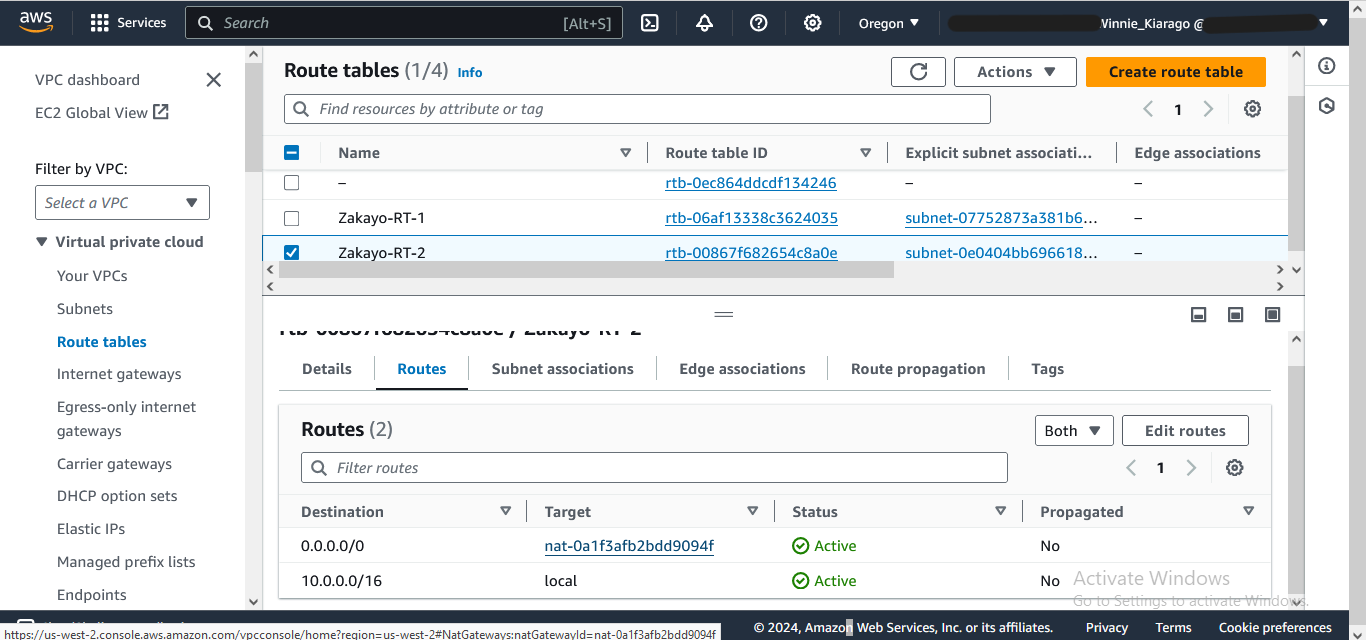 aws
Services
Search [Alt+S]
Oregon
Winnie_Kiarago @
VPC dashboard
EC2 Global View
Filter by VPC:
Select a VPC
Virtual private cloud
Your VPCs
Subnets
Route tables
Internet gateways
Egress-only internet
gateways
Carrier gateways
DHCP option sets
Elastic IPs
Managed prefix lists
Endpoints
Route tables (1/4) Info
Actions
Create route table
Find resources by attribute or tag
1
Name Route table ID Explicit subnet associati... Edge associations
– rtb-0ec864ddcdf134246 – –
Zakayo-RT-1 rtb-06af13338c3624035 subnet-07752873a381b6... –
Zakayo-RT-2 rtb-00867f682654c8a0e subnet-0e0404bb696618... –
rtb-00867f682654c8a0e / Zakayo-RT-2
Details Routes Subnet associations Edge associations Route propagation Tags
Routes (2)
Both Edit routes
Filter routes
1
Destination Target Status Propagated
0.0.0.0/0 nat-0a1f3afb2bdd9094f Active No
10.0.0.0/16 local Active No
Activate Windows
Go to Settings to activate Windows.
https://us-west-2.console.aws.amazon.com/vpcconsole/home?region=us-west-2#NatGateways:natGatewayId=nat-0a1f3afb2bdd9094f
© 2024, Amazon Web Services, Inc. or its affiliates. Privacy Terms Cookie preferences